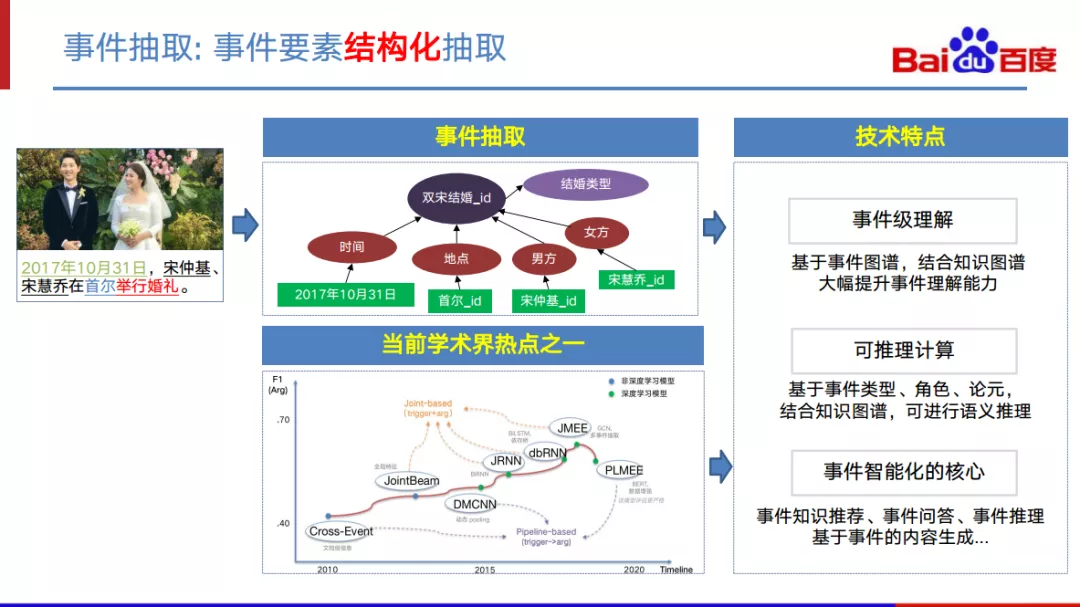 事件抽取: 事件要素结构化抽取
Bai du 百度
2017年10月31日，宋仲基、
宋慧乔在首尔举行婚礼。
事件抽取
双宋结婚_id
结婚类型
时间
地点
男方
女方
2017年10月31日
首尔_id
宋仲基_id
宋慧乔_id
当前学术界热点之一
F1
(Arg)
.70
.40
非深度学习模型
深度学习模型
Joint-based
(trigger+arg)
JMEE
GCN,
多事件抽取
BiLSTM,
依存桥
dbRNN
JRNN
BiRNN
PLMEE
BERT,
数据增强
全局特征
JointBeam
DMCNN
动态 pooling
Cross-Event
文档级信息
Pipeline-based
(trigger->arg)
2010
2015
2020
Timeline
技术特点
事件级理解
基于事件图谱，结合知识图谱
大幅提升事件理解能力
可推理计算
基于事件类型、角色、论元，
结合知识图谱，可进行语义推理
事件智能化的核心
事件知识推荐、事件问答、事件推理
基于事件的内容生成...